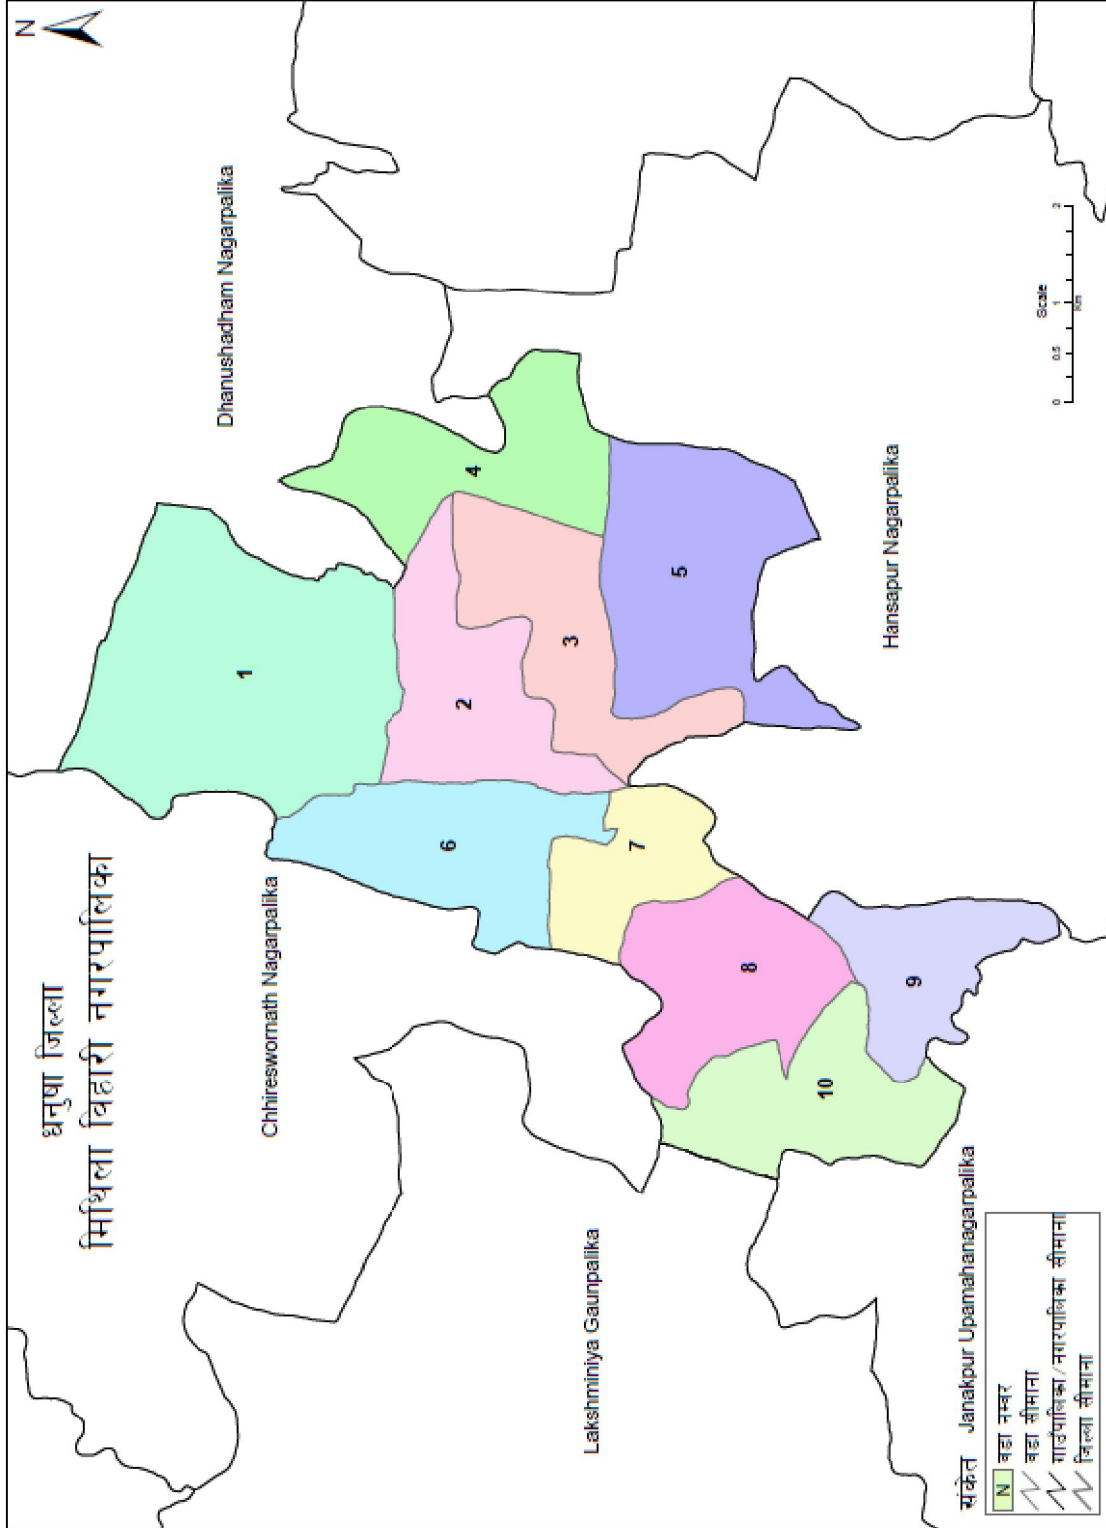 धनुषा जिल्ला
मिथिला बिहारी नगरपालिका
N
Chhireswornath Nagarpalika
Dhanushadham Nagarpalika
1
2
3
4
5
6
7
8
9
10
Lakshminiya Gaunpalika
Hansapur Nagarpalika
Janakpur Upamahanagarpalika
संकेत
N वडा नम्बर
वडा सीमाना
गाउँपालिका/नगरपालिका सीमाना
जिल्ला सीमाना
Scale
0 0.5 1 2
Km